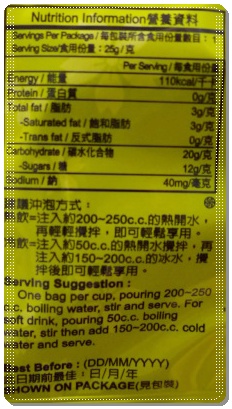 Nutrition Information營養資料
Servings Per Package / 每包裝所含食用份量數目：
Serving Size/食用份量：25g/克
Per Serving / 每食用份
Energy / 能量 110kcal/千卡
Protein / 蛋白質 0g/克
Total fat / 脂肪 3g/克
-Saturated fat / 飽和脂肪 3g/克
-Trans fat / 反式脂肪 0g/克
Carbohydrate / 碳水化合物 20g/克
-Sugars / 糖 12g/克
Sodium / 鈉 40mg/毫克
建議沖泡方式：
飲=注入約200~250c.c.的熱開水，
再輕輕攪拌，即可輕鬆享用。
飲=注入約50c.c.的熱開水攪拌，再
注入約150~200c.c.的冰水，攪
拌後即可輕鬆享用。
Serving Suggestion :
One bag per cup, pouring 200~250
c.c. boiling water, stir and serve. For
soft drink, pouring 50c.c. boiling
water, stir then add 150~200c.c. cold
water and serve.
Best Before : (DD/MM/YYYY)
日期前最佳：日/月/年
SHOWN ON PACKAGE(見包裝)